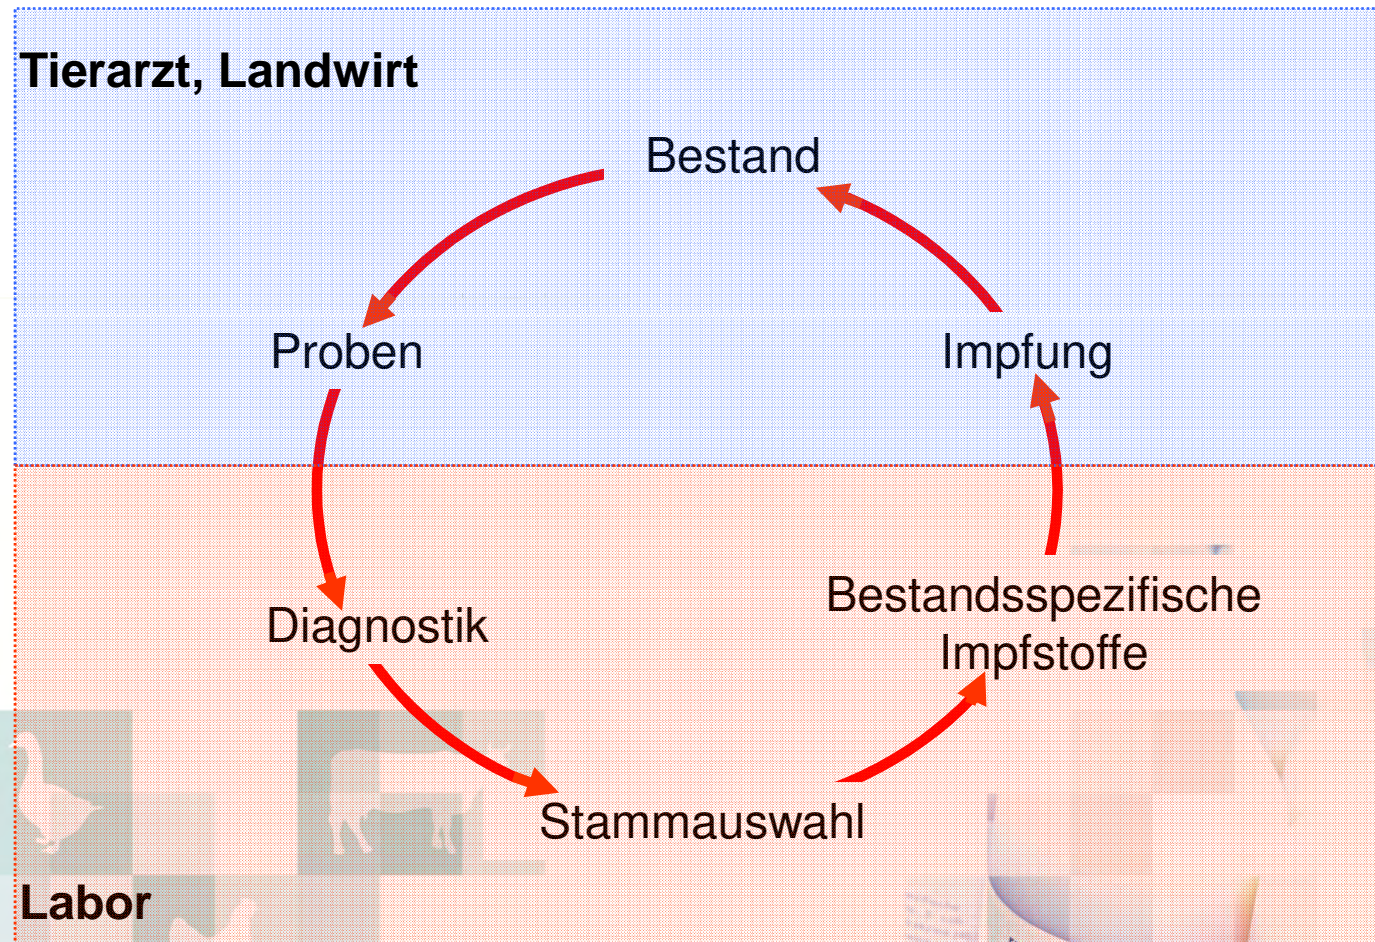 Tierarzt, Landwirt
Bestand
Proben
Impfung
Diagnostik
Bestandsspezifische
Impfstoffe
Stammauswahl
Labor